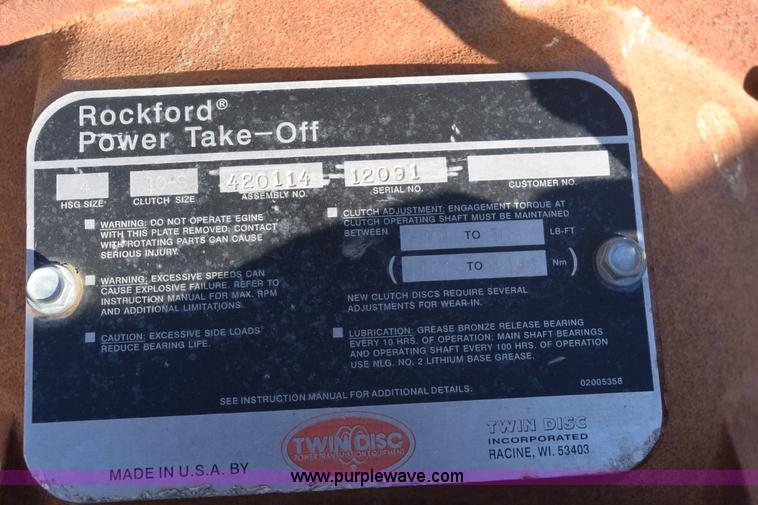 Rockford®
Power Take-Off
4 420114 12091
HSG SIZE CLUTCH SIZE ASSEMBLY NO. SERIAL NO. CUSTOMER NO.
WARNING: DO NOT OPERATE EGINE
WITH THIS PLATE REMOVED: CONTACT
WITH ROTATING PARTS CAN CAUSE
SERIOUS INJURY.
WARNING: EXCESSIVE SPEEDS CAN
CAUSE EXPLOSIVE FAILURE. REFER TO
INSTRUCTION MANUAL FOR MAX. RPM
AND ADDITIONAL LIMITATIONS.
CAUTION: EXCESSIVE SIDE LOADS
REDUCE BEARING LIFE.
CLUTCH ADJUSTMENT: ENGAGEMENT TORQUE AT
CLUTCH OPERATING SHAFT MUST BE MAINTAINED
BETWEEN TO LB-FT
( TO Nm)
NEW CLUTCH DISCS REQUIRE SEVERAL
ADJUSTMENTS FOR WEAR-IN.
LUBRICATION: GREASE BRONZE RELEASE BEARING
EVERY 10 HRS. OF OPERATION; MAIN SHAFT BEARINGS
AND OPERATING SHAFT EVERY 100 HRS. OF OPERATION
USE NLG. NO. 2 LITHIUM BASE GREASE.
SEE INSTRUCTION MANUAL FOR ADDITIONAL DETAILS.
02005358
MADE IN U.S.A. BY
TWIN DISC
POWER TRANSMISSION EQUIPMENT
TWIN DISC
INCORPORATED
RACINE, WI. 53403
www.purplewave.com